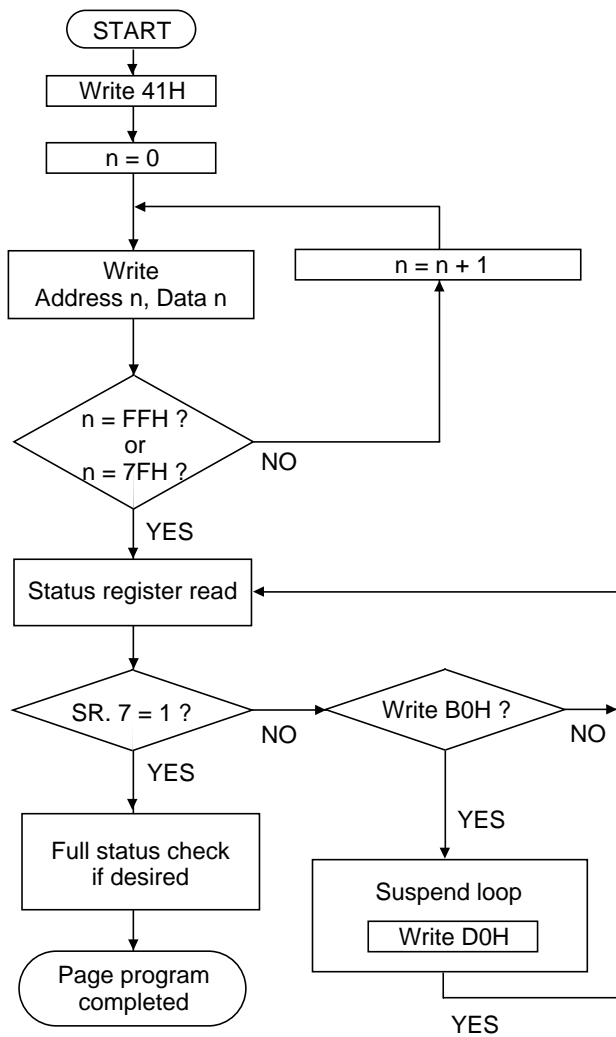 START
Write 41H
n = 0
Write
Address n, Data n
n = n + 1
n = FFH ?
or
n = 7FH ?
NO
YES
Status register read
SR. 7 = 1 ?
NO
Write B0H ?
NO
YES
YES
Full status check
if desired
Suspend loop
Write D0H
Page program
completed
YES